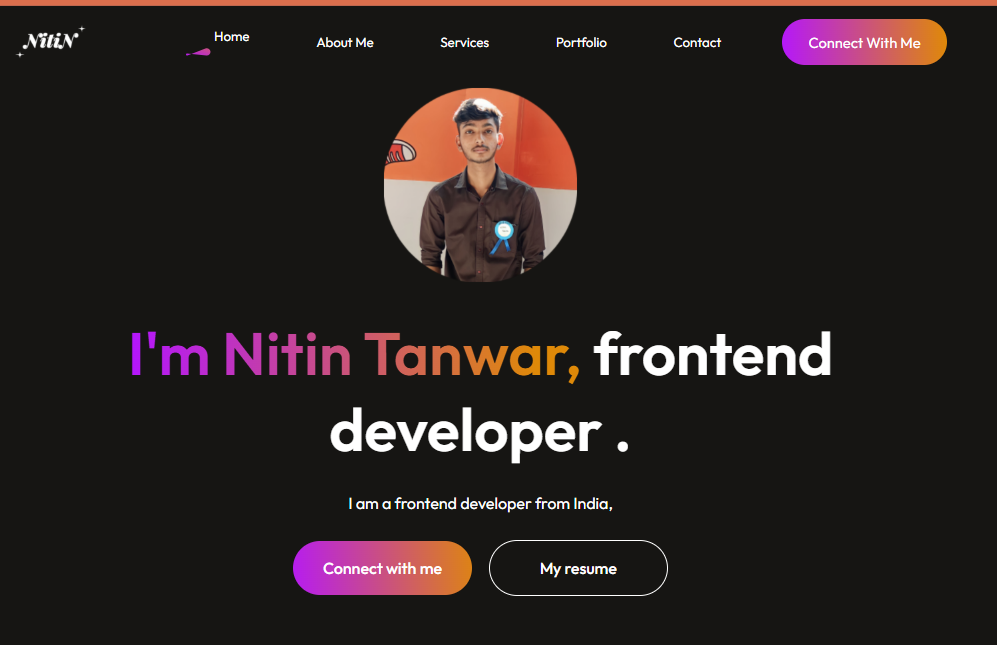 NitiN
Home
About Me
Services
Portfolio
Contact
Connect With Me
I'm Nitin Tanwar, frontend
developer .
I am a frontend developer from India,
Connect with me
My resume